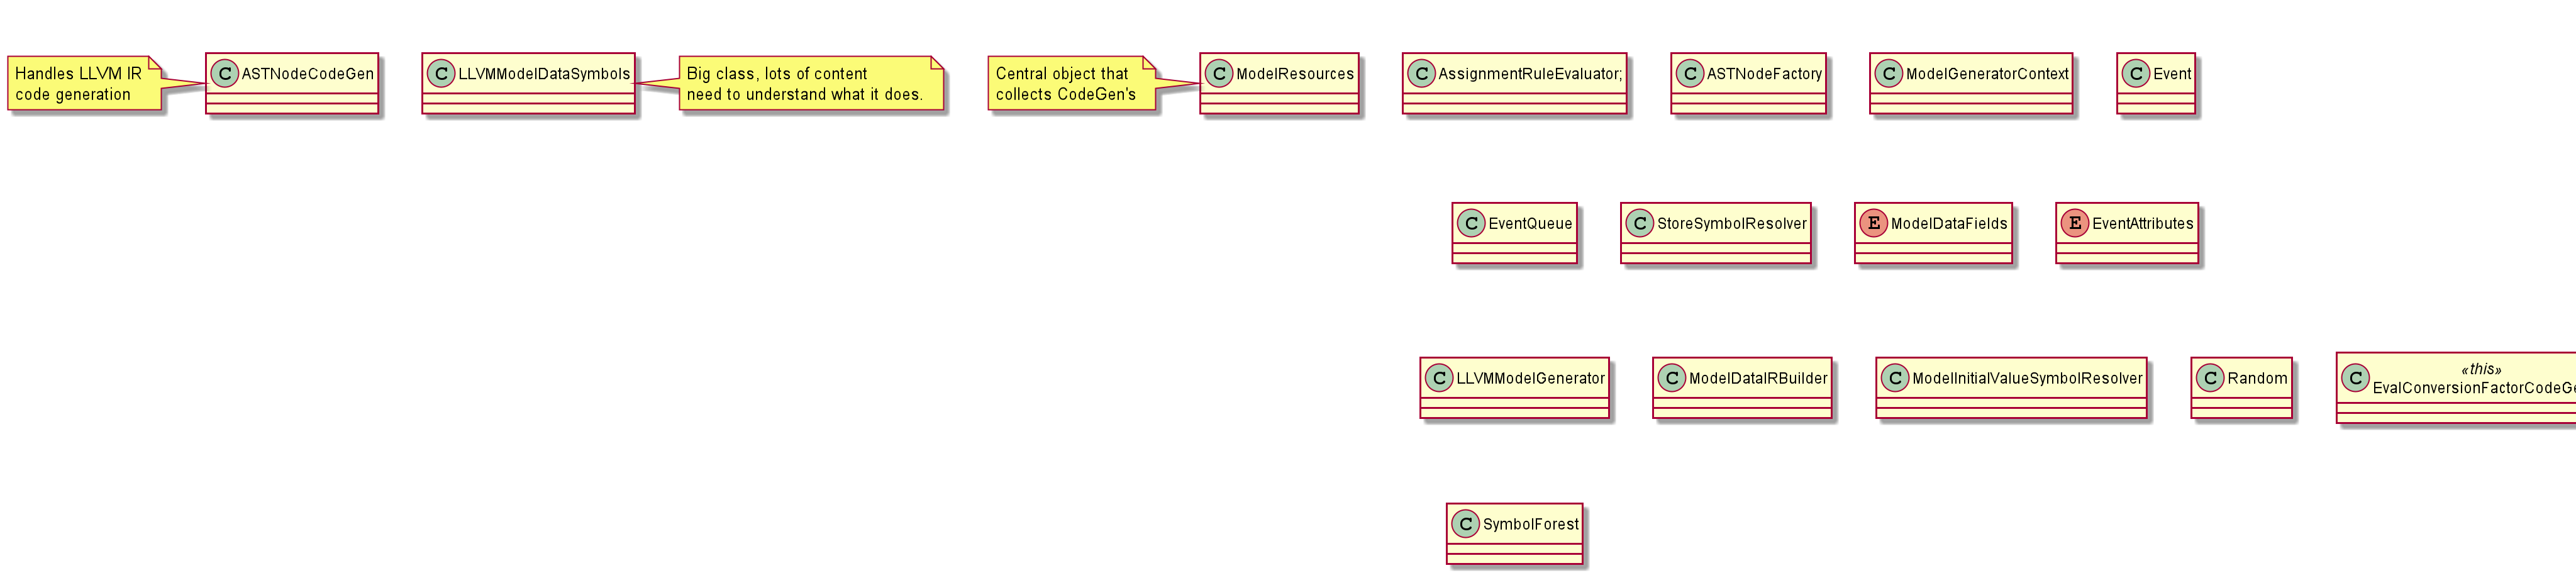 Handles LLVM IR
code generation
C ASTNodeCodeGen
C LLVMModelDataSymbols
Big class, lots of content
need to understand what it does.
Central object that
collects CodeGen's
C ModelResources
C AssignmentRuleEvaluator;
C ASTNodeFactory
C ModelGeneratorContext
C Event
C EventQueue
C StoreSymbolResolver
E ModelDataFields
E EventAttributes
C LLVMModelGenerator
C ModelDataIRBuilder
C ModelInitialValueSymbolResolver
C Random
«this»
C
SymbolForest